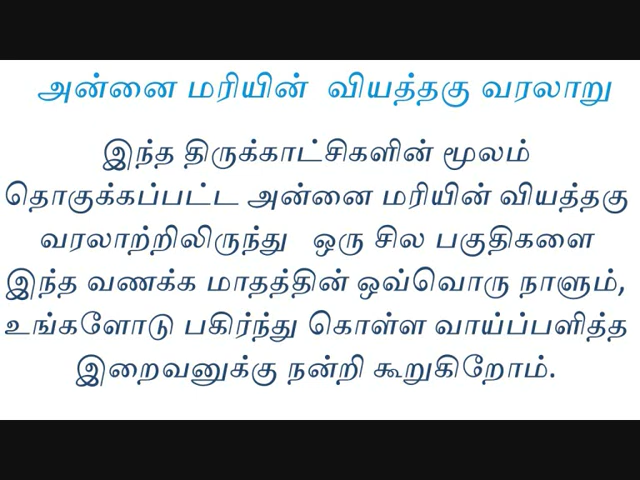 அன்னை மரியின் வியத்தகு வரலாறு
இந்த திருக்காட்சிகளின் மூலம்
தொகுக்கப்பட்ட அன்னை மரியின் வியத்தகு
வரலாற்றிலிருந்து ஒரு சில பகுதிகளை
இந்த வணக்க மாதத்தின் ஒவ்வொரு நாளும்,
உங்களோடு பகிர்ந்து கொள்ள வாய்ப்பளித்த
இறைவனுக்கு நன்றி கூறுகிறோம்.